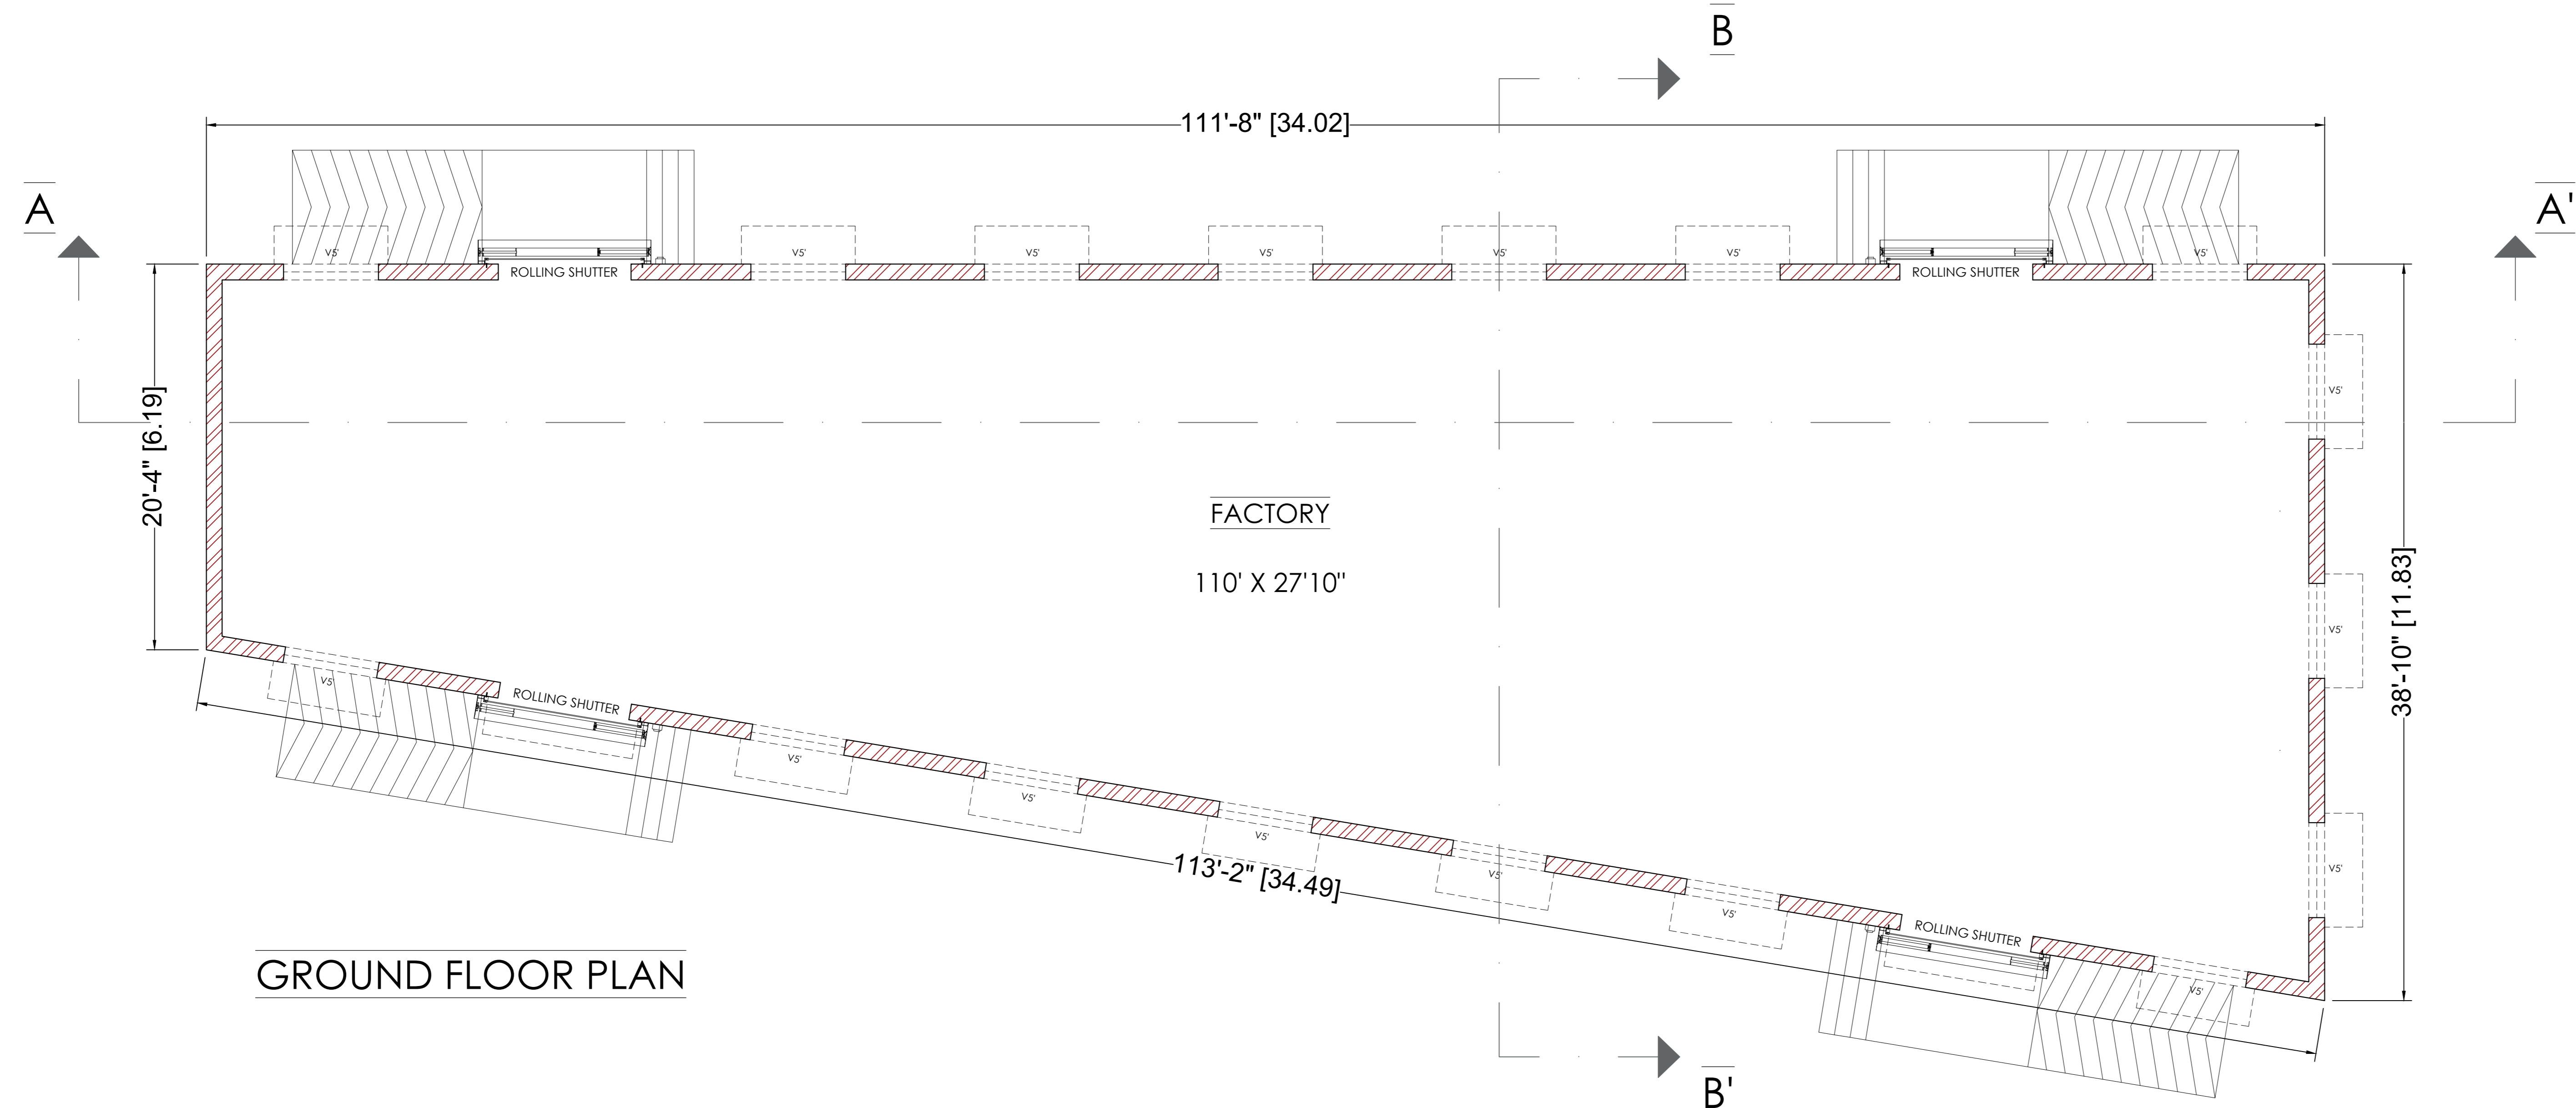 B
111'-8" [34.02]
A
A'
V5'
V5'
V5'
V5'
V5'
V5'
V5'
ROLLING SHUTTER
ROLLING SHUTTER
V5'
20'-4" [6.19]
FACTORY
110' X 27'10"
V5'
38'-10" [11.83]
V5'
ROLLING SHUTTER
V5'
V5'
V5'
V5'
V5'
113'-2" [34.49]
V5'
ROLLING SHUTTER
V5'
GROUND FLOOR PLAN
B'